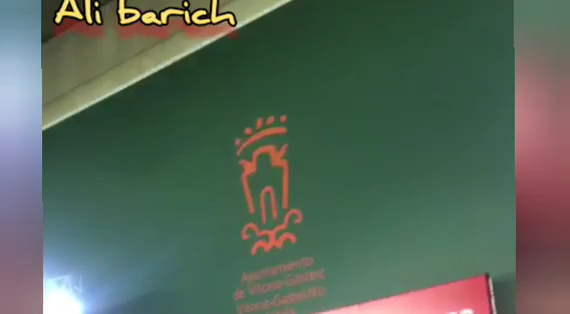 Ali barich
Ayuntamiento
de Vitoria-Gasteiz
Vitoria-Gasteizko